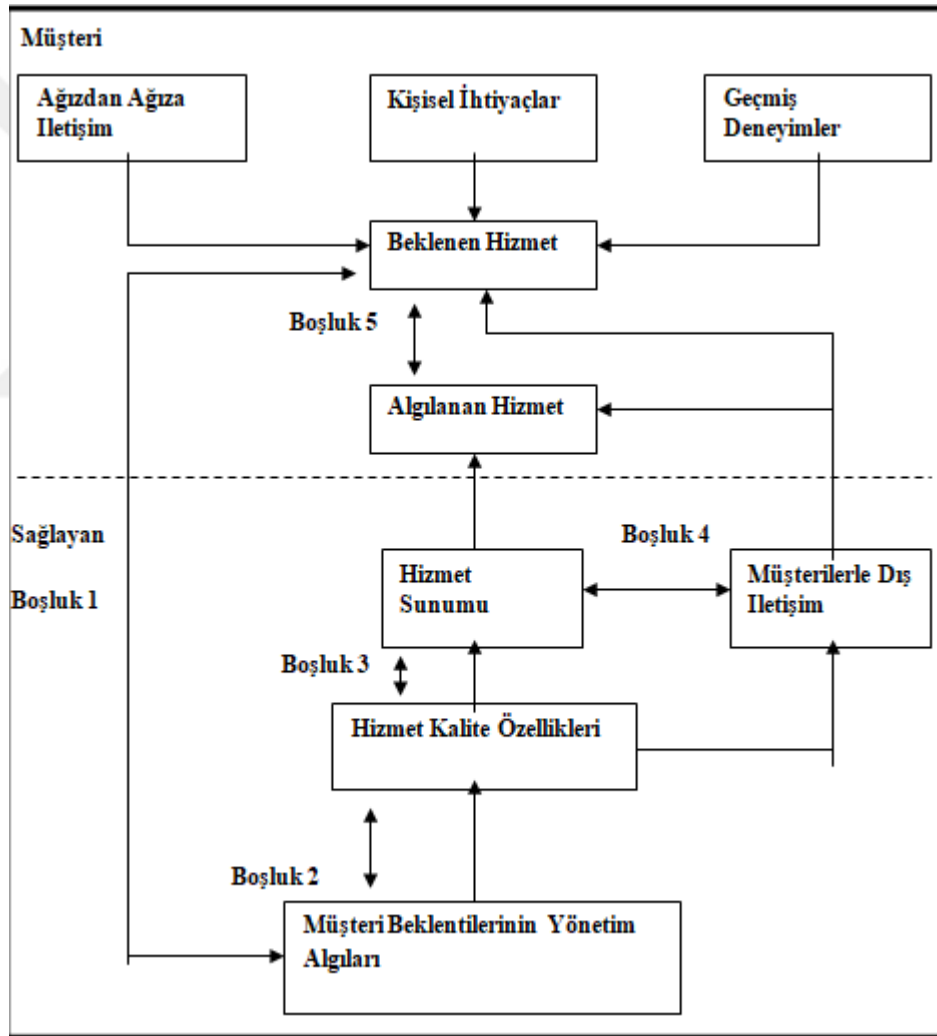 Müşteri
Ağızdan Ağıza
Iletişim
Kişisel İhtiyaçlar
Geçmiş
Deneyimler
Beklenen Hizmet
Boşluk 5
Algılanan Hizmet
Sağlayan
Boşluk 4
Hizmet
Sunumu
Müşterilerle Dış
Iletişim
Boşluk 1
Boşluk 3
Hizmet Kalite Özellikleri
Boşluk 2
Müşteri Beklentilerinin Yönetim
Algıları